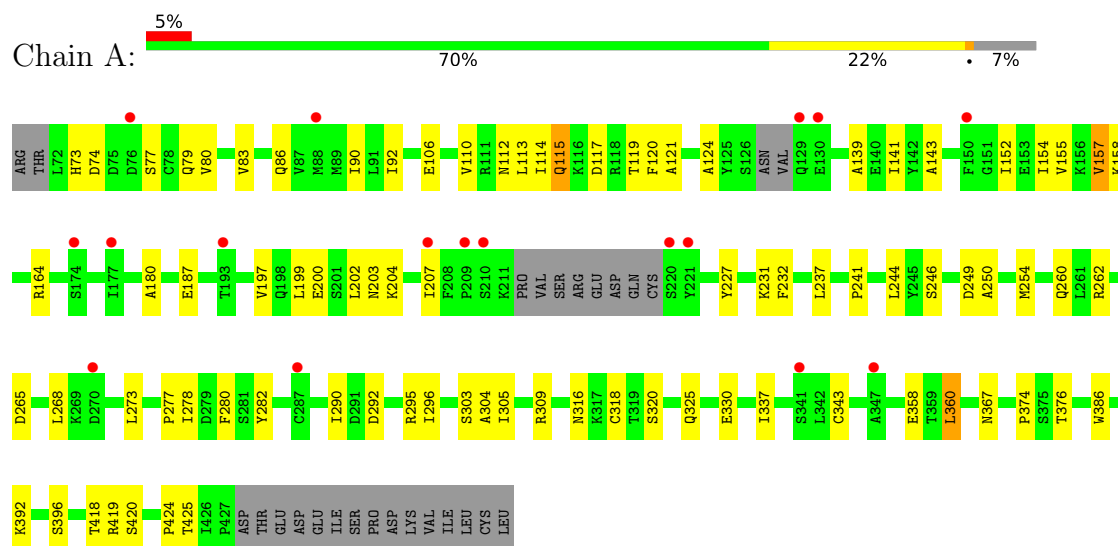 5%
Chain A:
70% 22% • 7%
ARG THR L72 H73 D74 D75 D76 S77 C78 Q79 V80 V83 Q86 V87 M88 M89 I90 L91 I92 E106 V110 R111 N112 L113 I114 Q115 K116 D117 R118 T119 F120 A121 A124 Y125 S126 ASN VAL Q129 E130 A139 E140 I141 Y142 A143 F150 G151 I152 E153 I154 V155 K156 V157 K158
R164 S174 I177 A180 E187 T193 V197 Q198 L199 E200 S201 L202 N203 K204 I207 F208 P209 S210 K211 PRO VAL SER ARG GLU ASP GLN CYS S220 Y221 Y227 K231 F232 L237 P241 L244 Y245 S246 D249 A250 M254 Q260 L261 R262
D265 L268 K269 D270 L273 P277 I278 D279 F280 S281 Y282 C287 I290 D291 D292 R295 I296 S303 A304 I305 R309 N316 K317 C318 T319 S320 Q325 E330 I337 S341 L342 C343 A347 E358 T359 L360 N367 P374 S375 T376 W386
K392 S396 T418 R419 S420 P424 T425 I426 P427 ASP THR GLU ASP GLU ILE SER PRO ASP LYS VAL ILE LEU CYS LEU